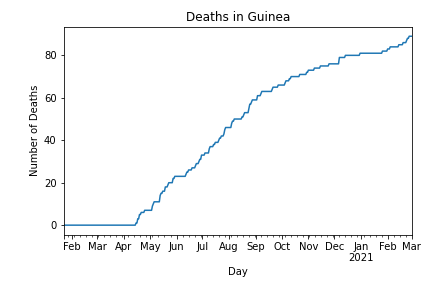 Deaths in Guinea
80
60
40
20
0
Number of Deaths
Feb Mar Apr May Jun Jul Aug Sep Oct Nov Dec Jan Feb Mar
2021
Day